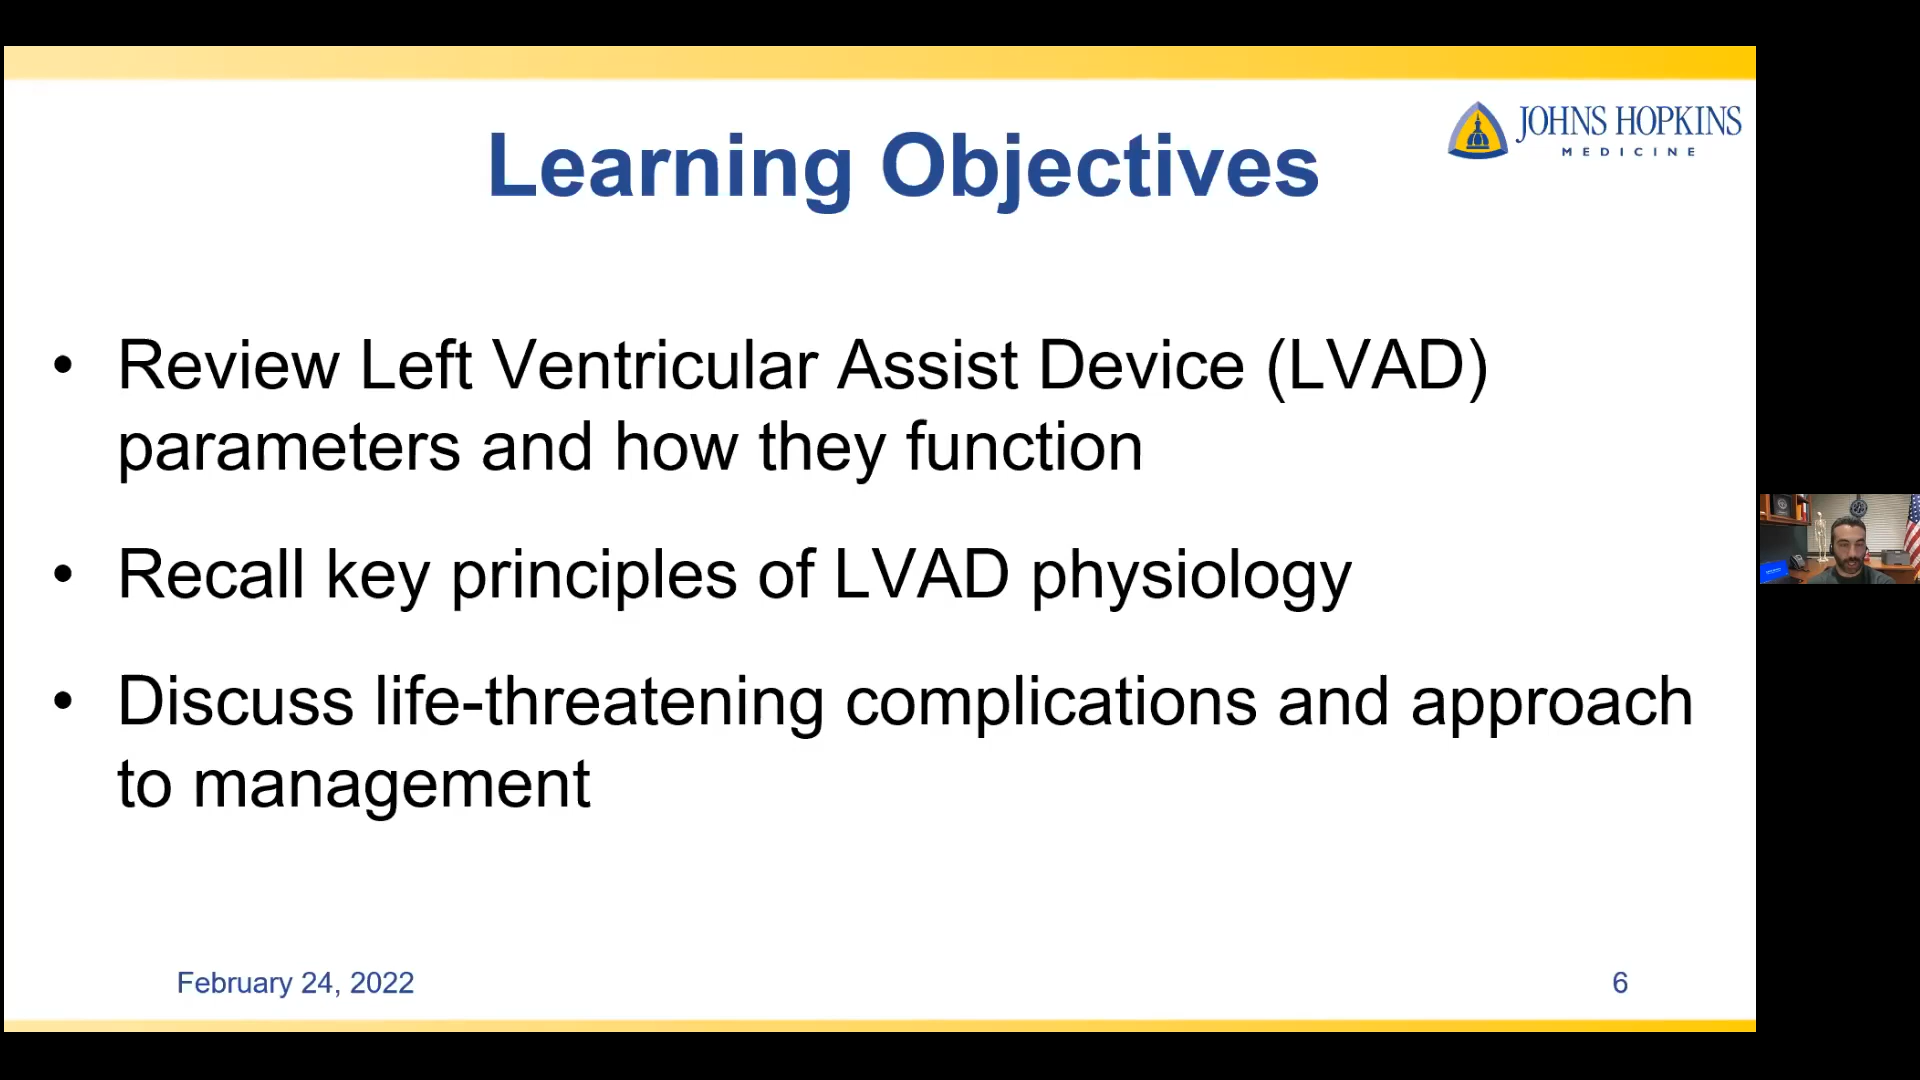 JOHNS HOPKINS
MEDICINE
Learning Objectives
• Review Left Ventricular Assist Device (LVAD)
parameters and how they function
• Recall key principles of LVAD physiology
• Discuss life-threatening complications and approach
to management
February 24, 2022
6